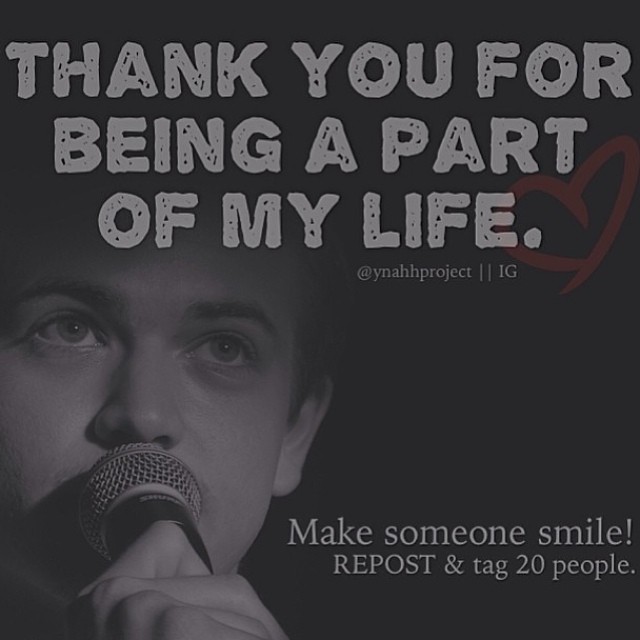 THANK YOU FOR
BEING A PART
OF MY LIFE.
@ynahhproject || IG
Make someone smile!
REPOST & tag 20 people.